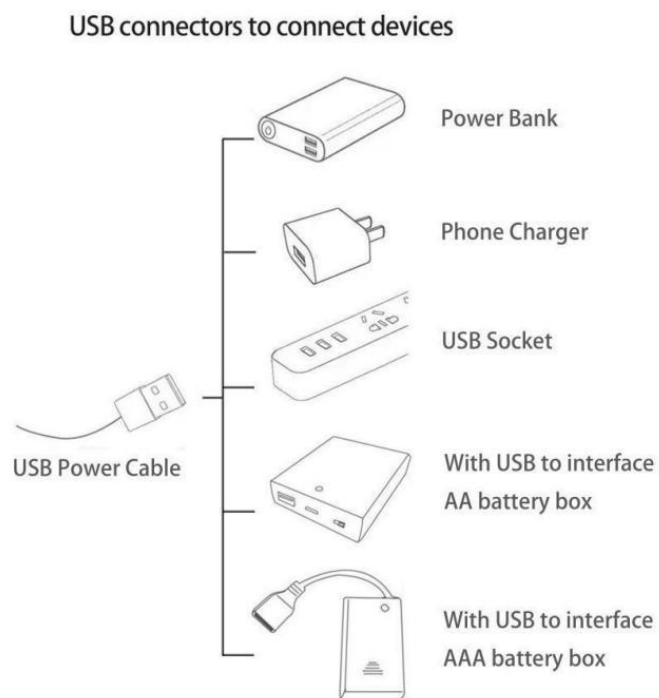 USB connectors to connect devices
Power Bank
Phone Charger
USB Socket
USB Power Cable
With USB to interface
AA battery box
With USB to interface
AAA battery box